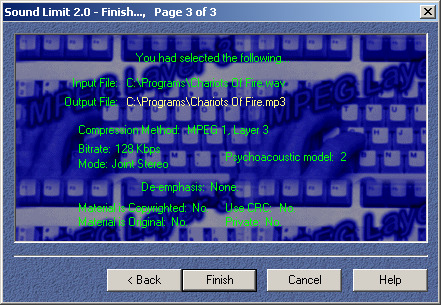 Sound Limit 2.0 - Finish..., Page 3 of 3
You had selected the following
Input File: C:\Programs\Chariots Of Fire.wav
Output File: C:\Programs\Chariots Of Fire.mp3
Compression Method: MPEG 1, Layer 3
Bitrate: 128 Kbps
Mode: Joint Stereo
Psychoacoustic model: 2
De-emphasis: None
Material is Copyrighted: No Use CRC: No
Material is Original: No Private: No
< Back Finish Cancel Help